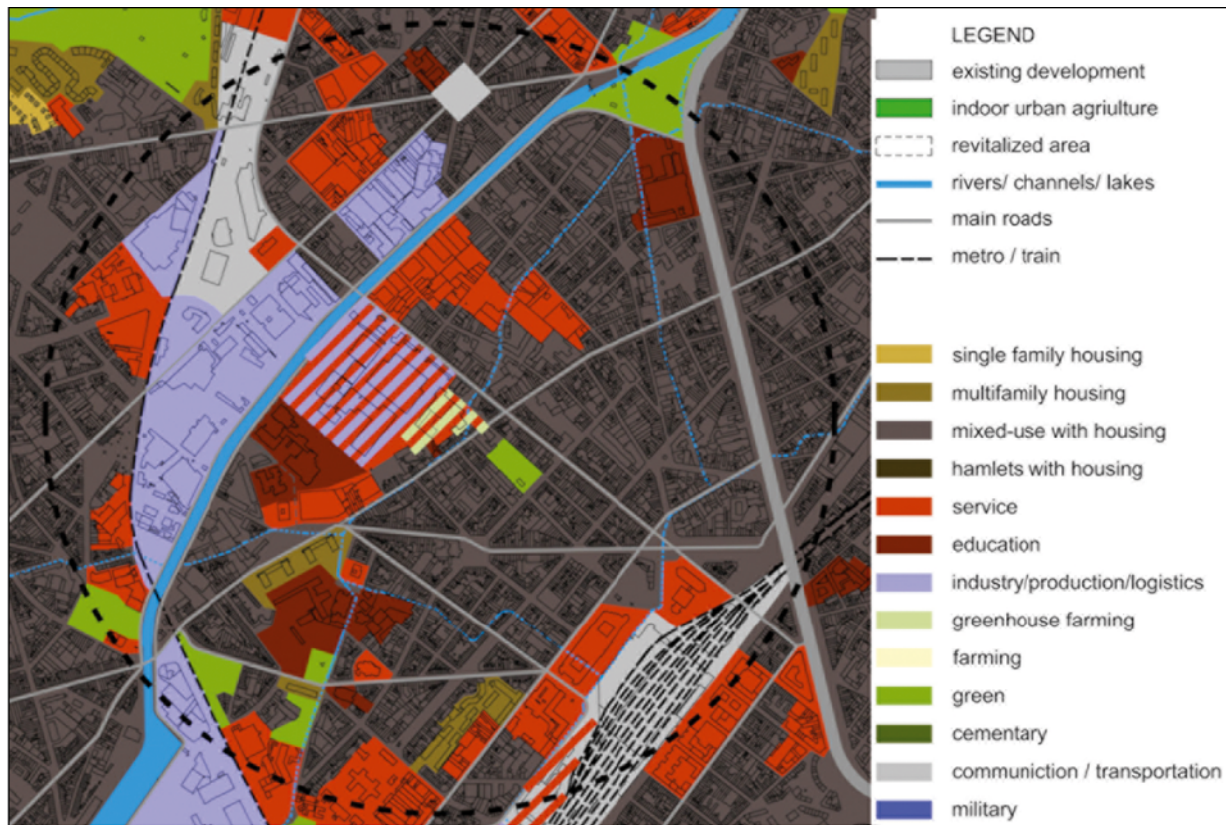 LEGEND
existing development
indoor urban agriulture
revitalized area
rivers/ channels/ lakes
main roads
metro / train
single family housing
multifamily housing
mixed-use with housing
hamlets with housing
service
education
industry/production/logistics
greenhouse farming
farming
green
cementary
communiction / transportation
military